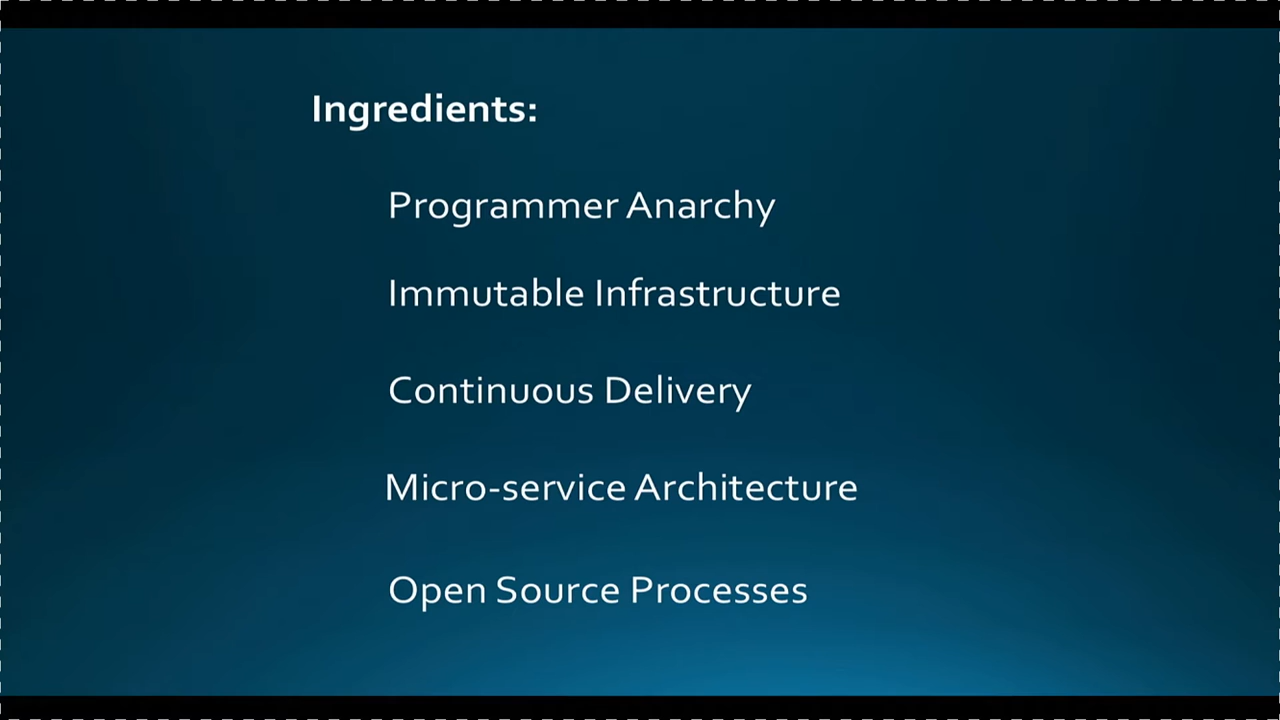 Ingredients:
Programmer Anarchy
Immutable Infrastructure
Continuous Delivery
Micro-service Architecture
Open Source Processes